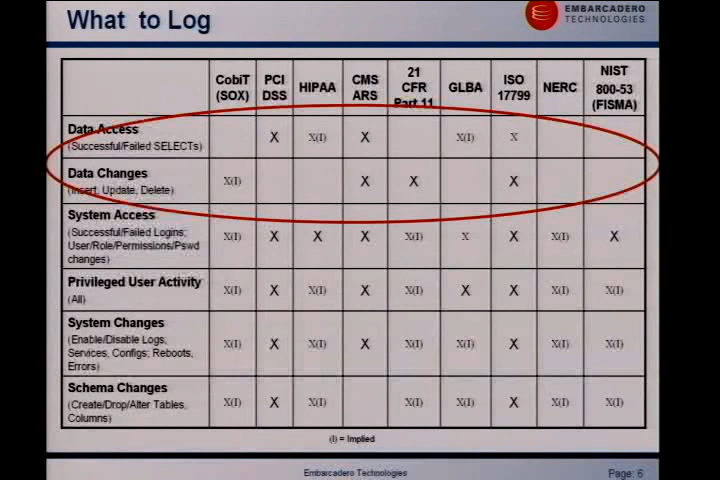 What to Log
EMBARCADERO
TECHNOLOGIES
CobiT (SOX) PCI DSS HIPAA CMS ARS 21 CFR Part 11 GLBA ISO 17799 NERC NIST 800-53 (FISMA)
Data Access
(Successful/Failed SELECTs)
X X(I) X X(I) X
Data Changes
(Insert, Update, Delete)
X(I) X X X
System Access
(Successful/Failed Logins;
User/Role/Permissions/Pswd
changes)
X(I) X X X X(I) X X X(I) X
Privileged User Activity
(All)
X(I) X X(I) X X(I) X X X(I) X(I)
System Changes
(Enable/Disable Logs,
Services, Configs; Reboots,
Errors)
X(I) X X(I) X X(I) X(I) X X(I) X(I)
Schema Changes
(Create/Drop/Alter Tables,
Columns)
X(I) X X(I) X(I) X(I) X X(I) X(I)
(I) = Implied
Embarcadero Technologies
Page: 6